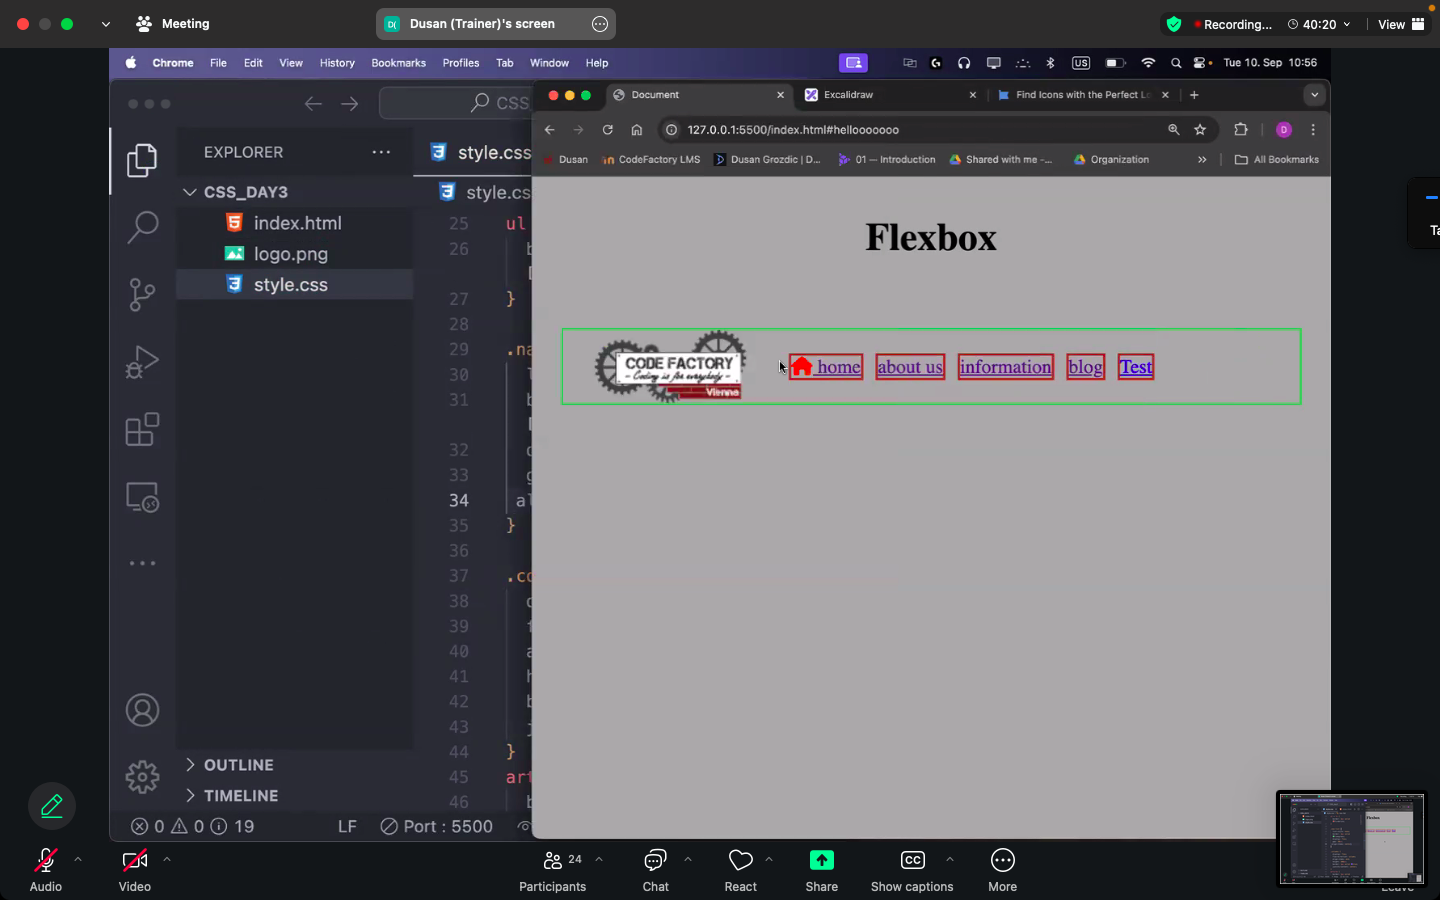 Meeting
D(
Dusan (Trainer)'s screen
Recording...
40:20
View
Chrome
File
Edit
View
History
Bookmarks
Profiles
Tab
Window
Help
US
Tue 10. Sep 10:56
CSS
Document
Excalidraw
Find Icons with the Perfect Lo
127.0.0.1:5500/index.html#hellooooooo
D
Dusan
CodeFactory LMS
Dusan Grozdic | D...
01 — Introduction
Shared with me -...
Organization
All Bookmarks
EXPLORER
style.css
CSS_DAY3
style.cs
index.html
logo.png
style.css
25 ul
26
27 }
28
29 .na
30
31
32
33
34 al
35 }
36
37 .co
38
39
40
41
42
43
44 }
45 art
46
Flexbox
CODE FACTORY
- Coding is for everybody -
Vienna
home
about us
information
blog
Test
OUTLINE
TIMELINE
0
0
19
LF
Port : 5500
Audio
Video
Participants
24
Chat
React
Share
Show captions
More
Leave